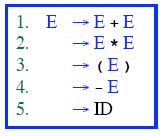 1. E → E + E
2. → E * E
3. → ( E )
4. → - E
5. → ID